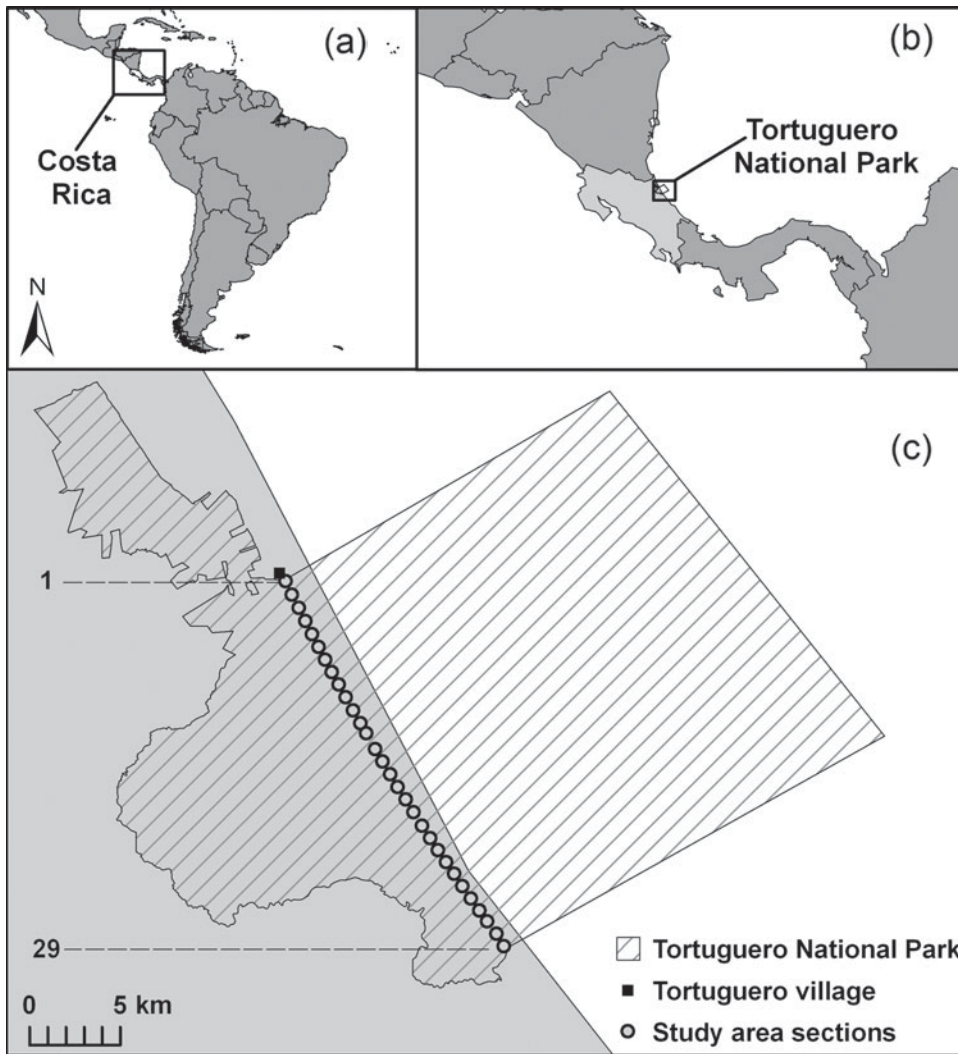 (a)
Costa
Rica
N
(b)
Tortuguero
National Park
(c)
1
29
0 5 km
Tortuguero National Park
Tortuguero village
Study area sections